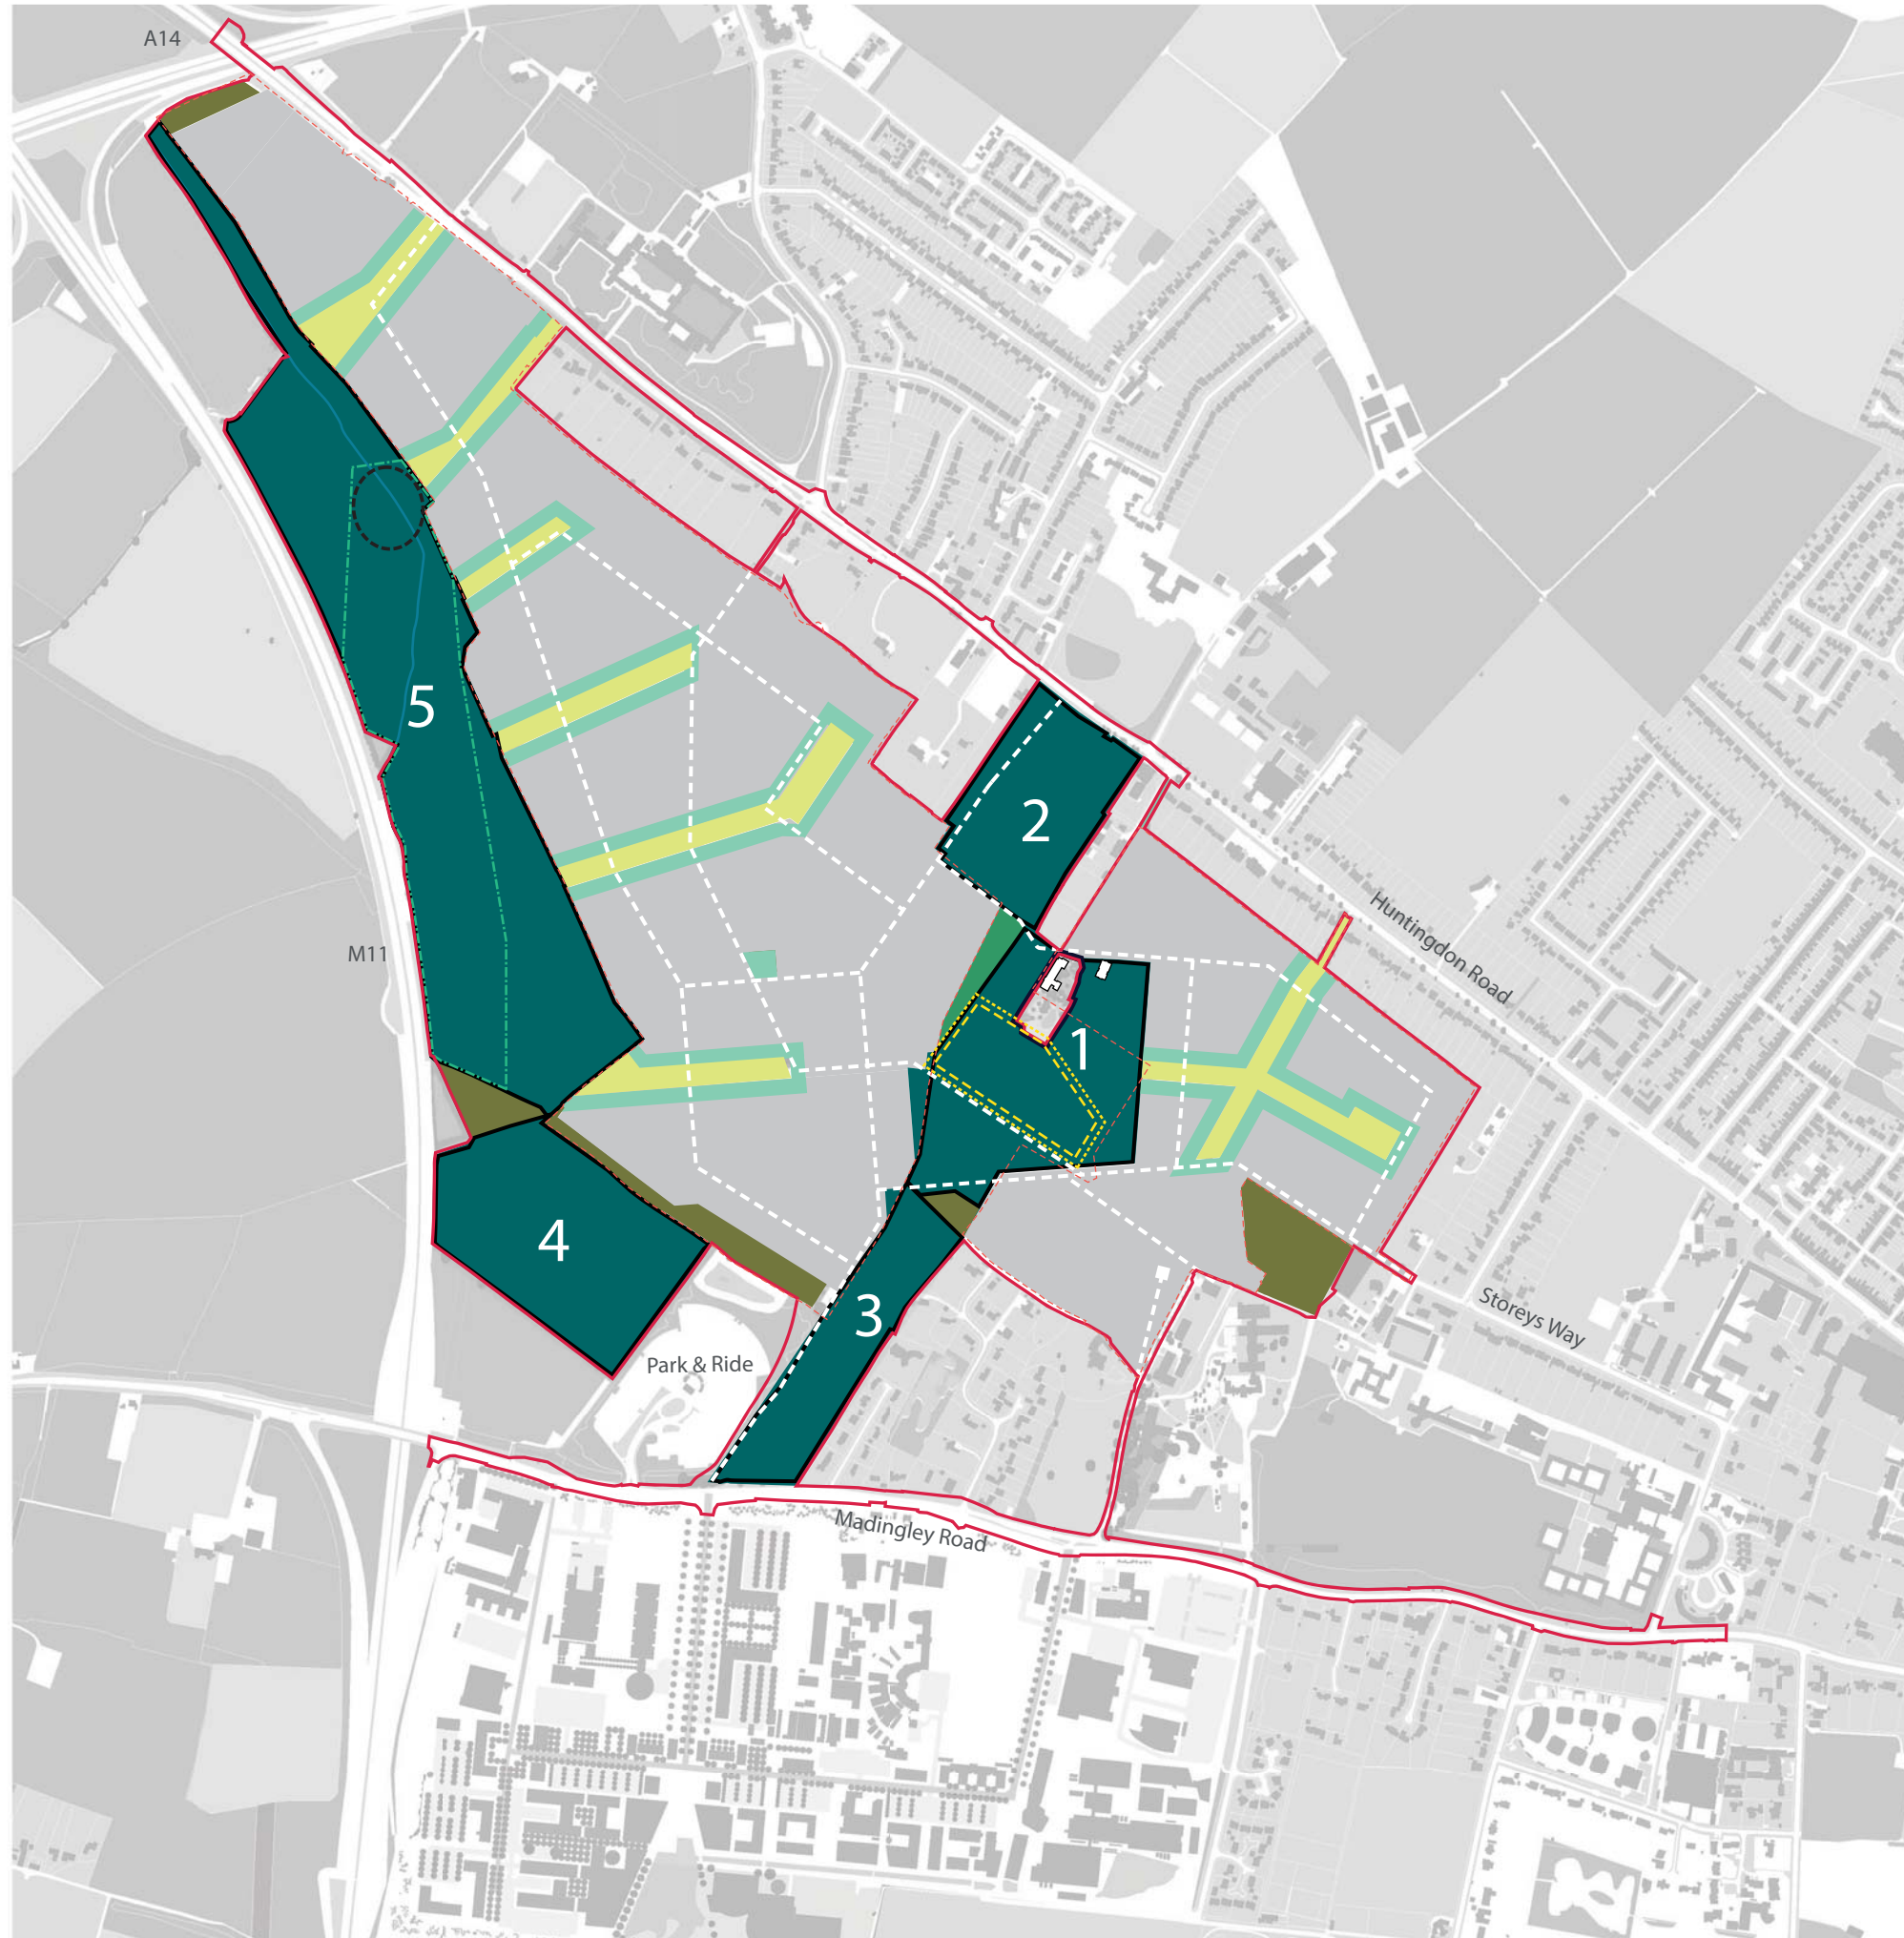 A14
5
2
Huntingdon Road
M11
1
4
3
Storeys Way
Park & Ride
Madingley Road